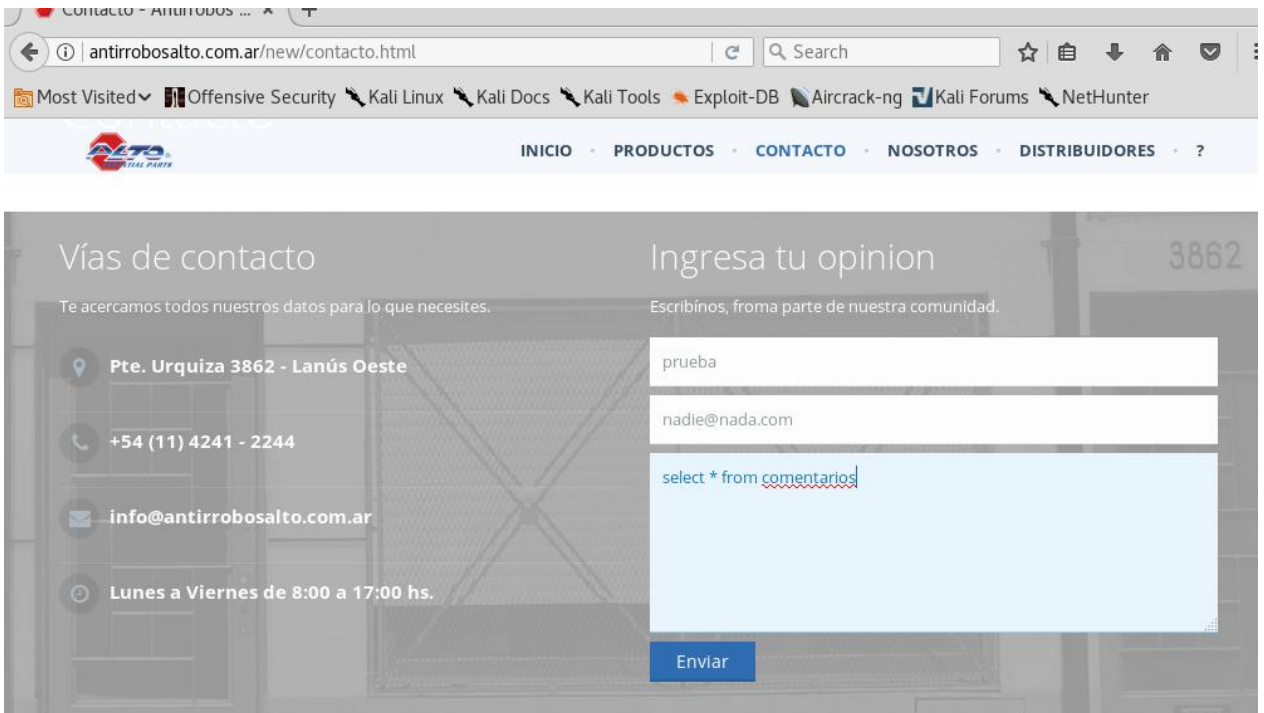 Contacto - Antirrobos ...
antirrobosalto.com.ar/new/contacto.html
Search
Most Visited
Offensive Security
Kali Linux
Kali Docs
Kali Tools
Exploit-DB
Aircrack-ng
Kali Forums
NetHunter
Contacto
ALTO
INICIO
PRODUCTOS
CONTACTO
NOSOTROS
DISTRIBUIDORES
?
3862
Vías de contacto
Te acercamos todos nuestros datos para lo que necesites.
Pte. Urquiza 3862 - Lanús Oeste
+54 (11) 4241 - 2244
info@antirrobosalto.com.ar
Lunes a Viernes de 8:00 a 17:00 hs.
Ingresa tu opinion
Escribínos, froma parte de nuestra comunidad.
prueba
nadie@nada.com
select * from comentarios
Enviar